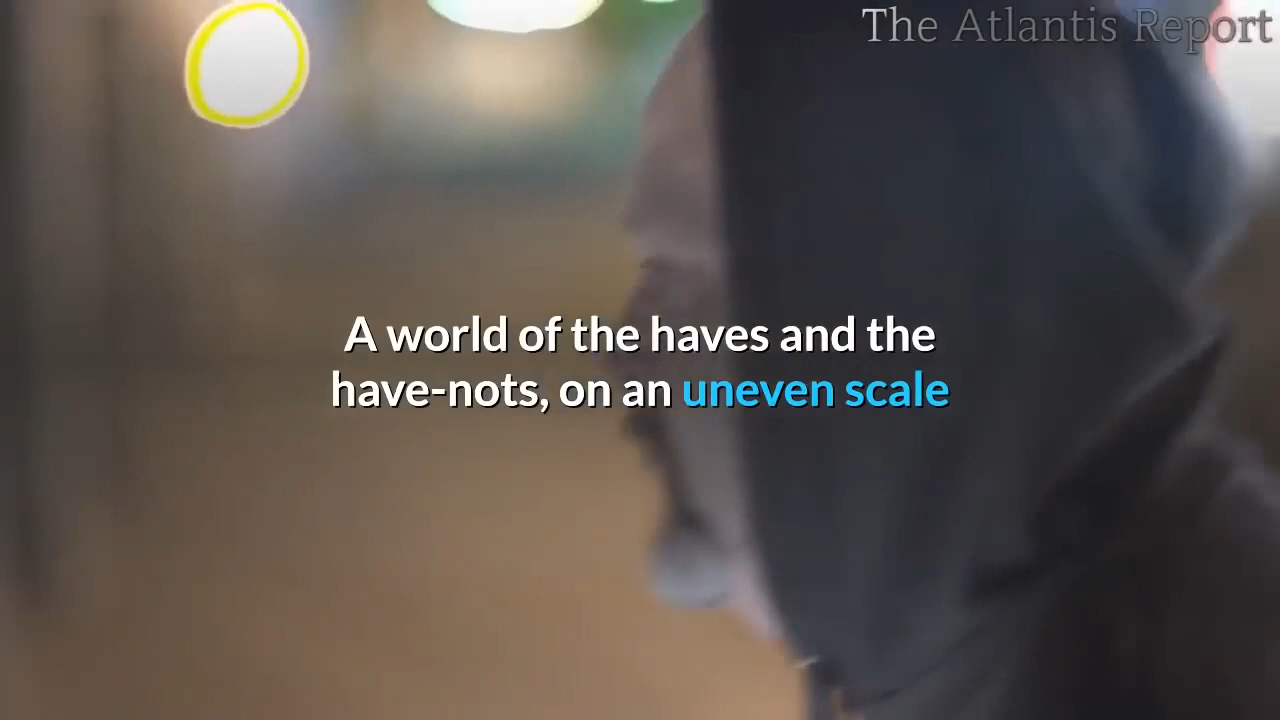 The Atlantis Report
A world of the haves and the
have-nots, on an uneven scale